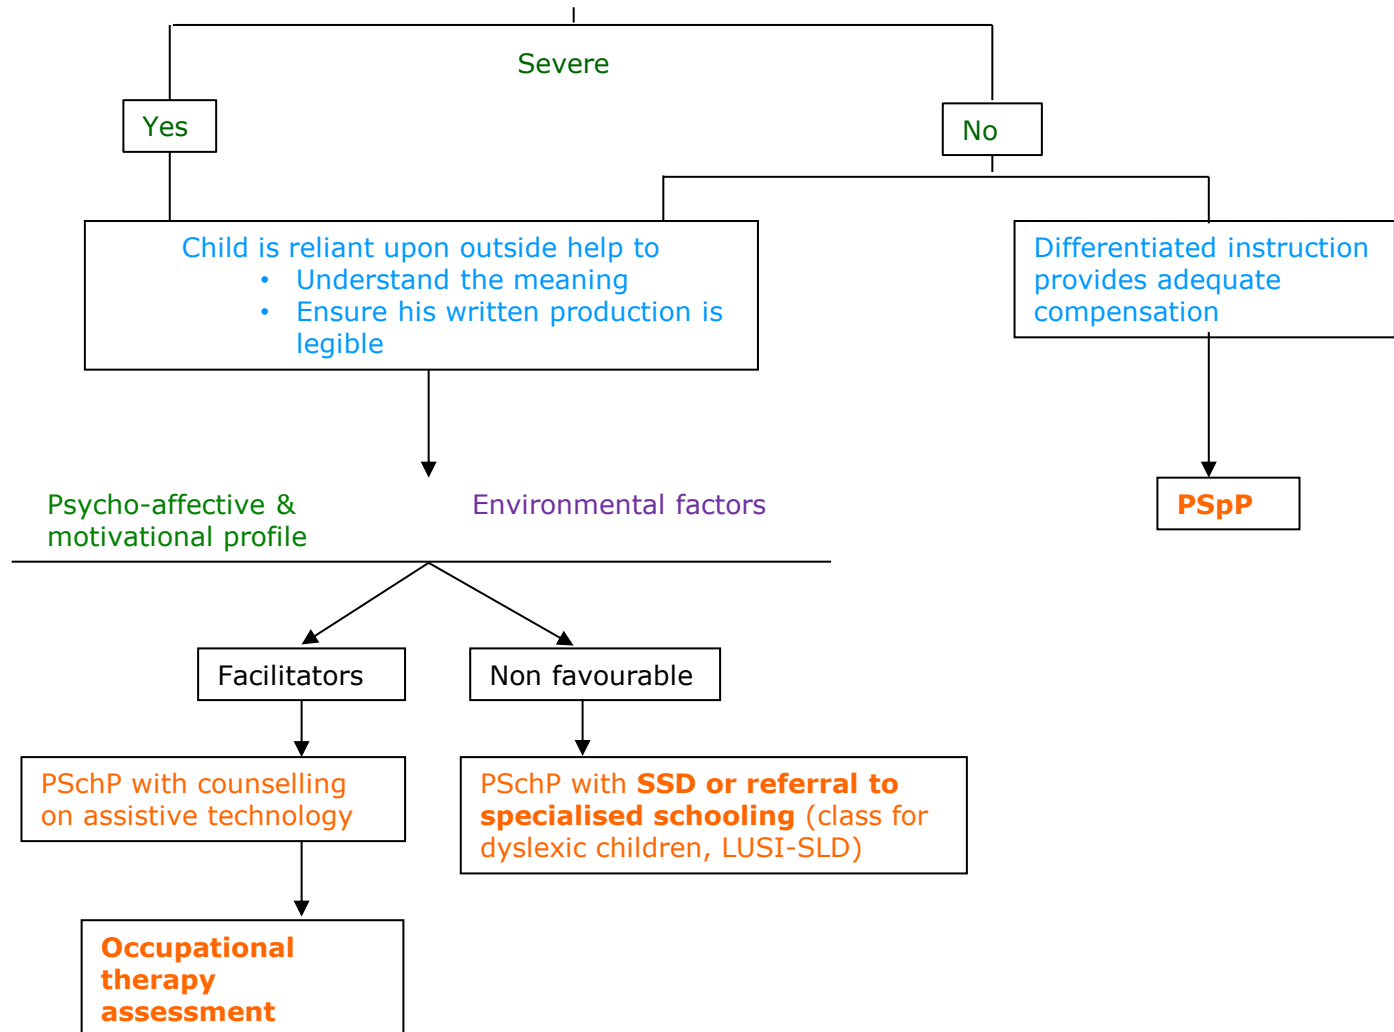 Severe
Yes
No
Child is reliant upon outside help to
• Understand the meaning
• Ensure his written production is
legible
Differentiated instruction
provides adequate
compensation
Psycho-affective &
motivational profile
Environmental factors
PSpP
Facilitators
Non favourable
PSchP with counselling
on assistive technology
PSchP with SSD or referral to
specialised schooling (class for
dyslexic children, LUSI-SLD)
Occupational
therapy
assessment